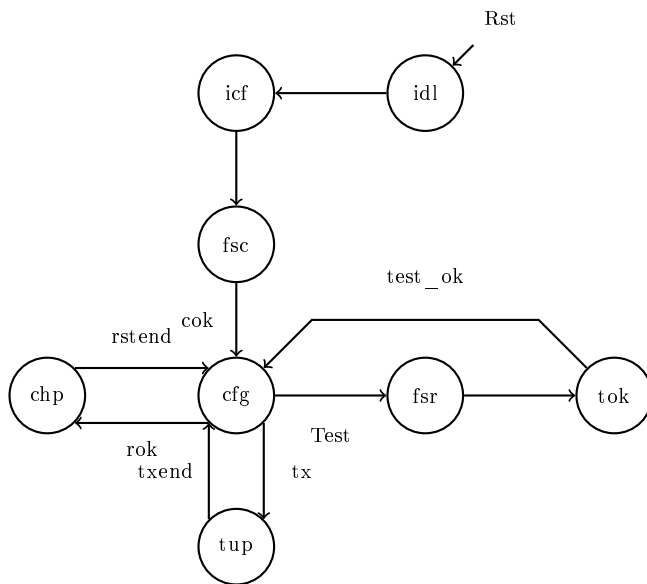 Rst
icf
idl
fsc
test_ok
cok
rstend
chp
cfg
fsr
tok
Test
rok
txend
tx
tup